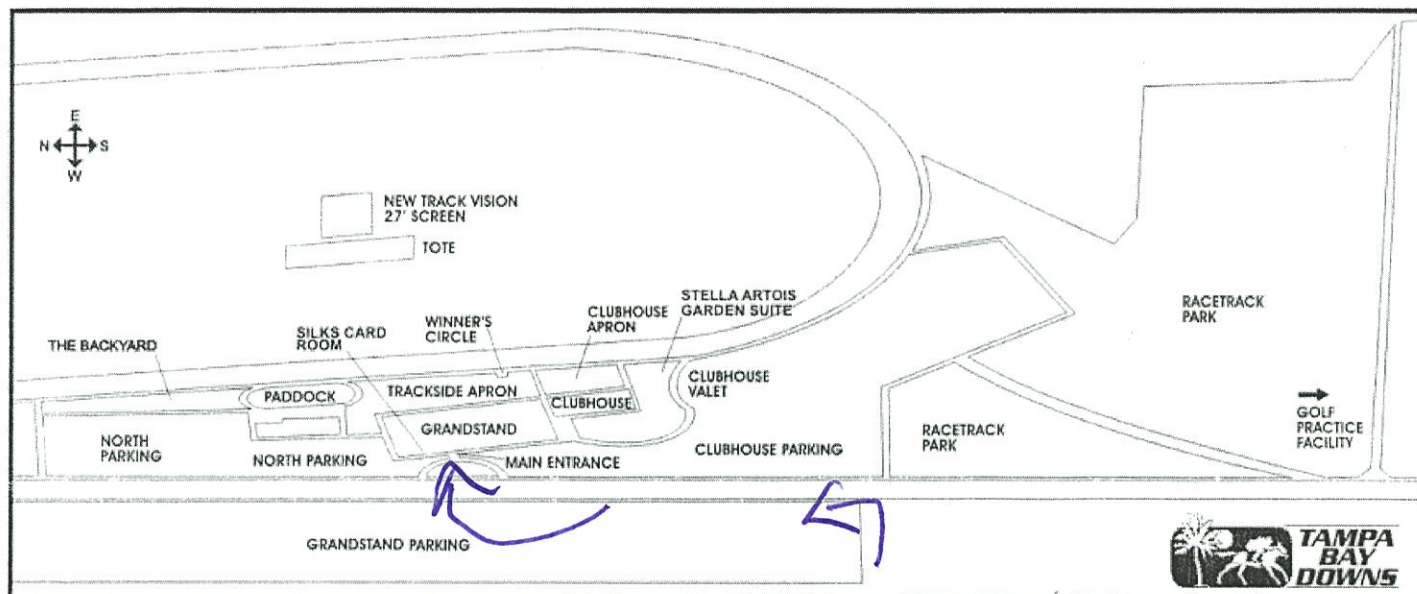 E
N S
W
NEW TRACK VISION
27' SCREEN
TOTE
STELLA ARTOIS
GARDEN SUITE
CLUBHOUSE
APRON
WINNER'S
CIRCLE
SILKS CARD
ROOM
THE BACKYARD
RACETRACK
PARK
PADDOCK
TRACKSIDE APRON
CLUBHOUSE
VALET
CLUBHOUSE
GRANDSTAND
GOLF
PRACTICE
FACILITY
RACETRACK
PARK
NORTH
PARKING
NORTH PARKING
MAIN ENTRANCE
CLUBHOUSE PARKING
GRANDSTAND PARKING
TAMPA
BAY
DOWNS